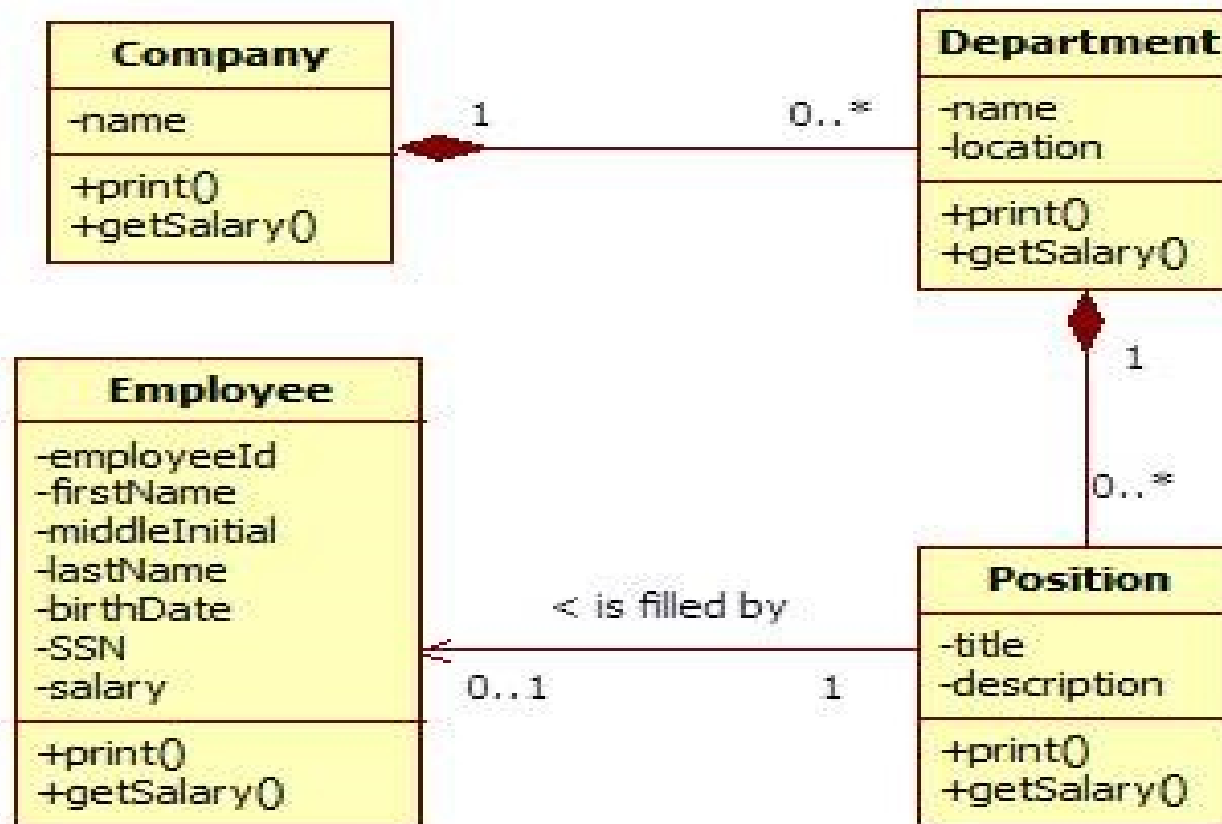 Company
-name
+print()
+getSalary()
1
0..*
Department
-name
-location
+print()
+getSalary()
1
0..*
Employee
-employeeId
-firstName
-middleInitial
-lastName
-birthDate
-SSN
-salary
+print()
+getSalary()
< is filled by
0..1
1
Position
-title
-description
+print()
+getSalary()